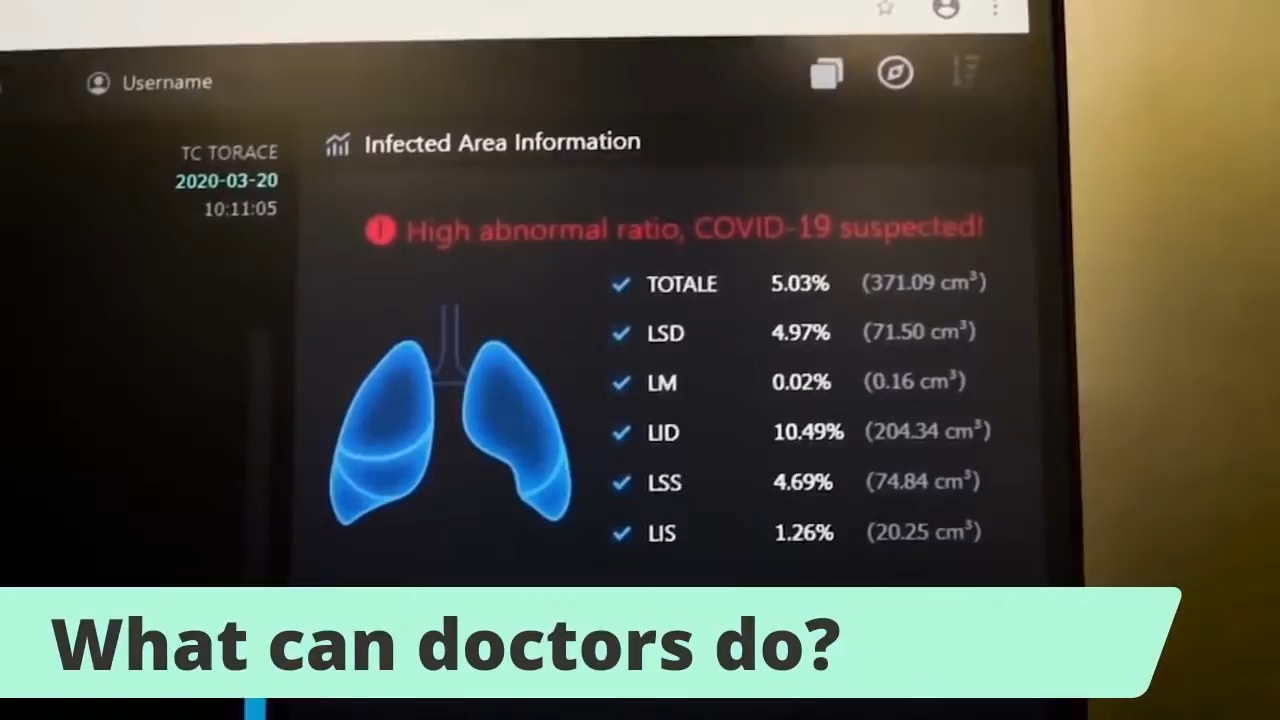 Username
TC TORACE
2020-03-20
10:11:05
Infected Area Information
High abnormal ratio, COVID-19 suspected!
TOTALE 5.03% (371.09 cm³)
LSD 4.97% (71.50 cm³)
LM 0.02% (0.16 cm³)
LID 10.49% (204.34 cm³)
LSS 4.69% (74.84 cm³)
LIS 1.26% (20.25 cm³)
What can doctors do?